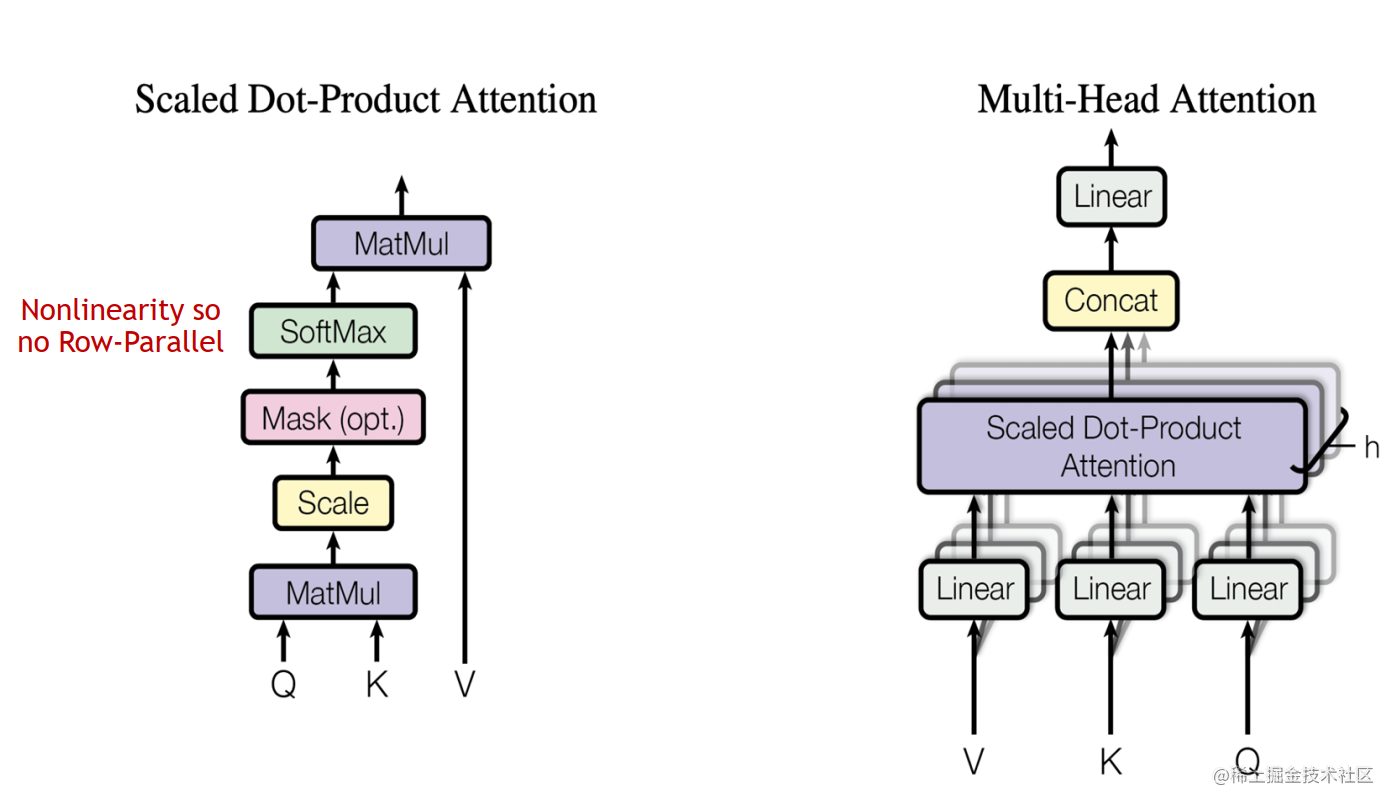 Scaled Dot-Product Attention
MatMul
Nonlinearity so
no Row-Parallel
SoftMax
Mask (opt.)
Scale
MatMul
Q K V
Multi-Head Attention
Linear
Concat
Scaled Dot-Product
Attention
h
Linear Linear Linear
V K Q
@稀土掘金技术社区